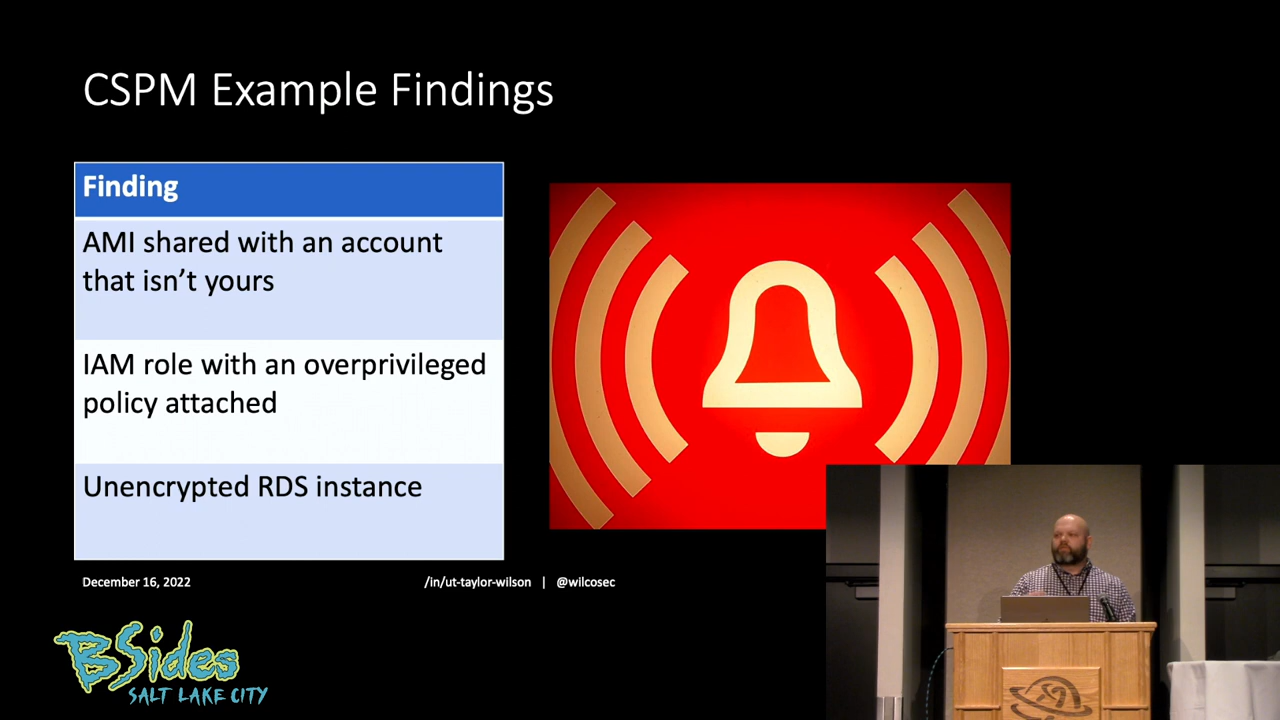 CSPM Example Findings
Finding
AMI shared with an account
that isn’t yours
IAM role with an overprivileged
policy attached
Unencrypted RDS instance
December 16, 2022
/in/ut-taylor-wilson | @wilcosec
BSides
SALT LAKE CITY